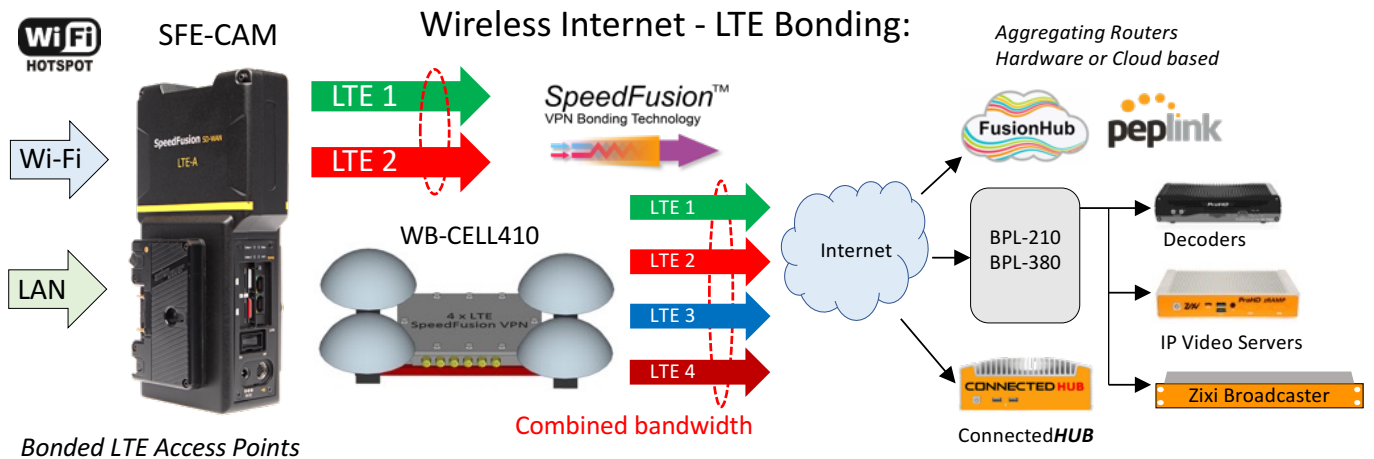 Wireless Internet - LTE Bonding:
WiFi
HOTSPOT
SFE-CAM
Aggregating Routers
Hardware or Cloud based
LTE 1
LTE 2
SpeedFusion™
VPN Bonding Technology
FusionHub
peplink
SpeedFusion SD-WAN
LTE-A
Wi-Fi
LAN
WB-CELL410
4 x LTE
SpeedFusion VPN
LTE 1
LTE 2
LTE 3
LTE 4
Combined bandwidth
Internet
BPL-210
BPL-380
ProHD
Decoders
ProHD
IP Video Servers
Zixi Broadcaster
CONNECTED HUB
ConnectedHUB
Bonded LTE Access Points